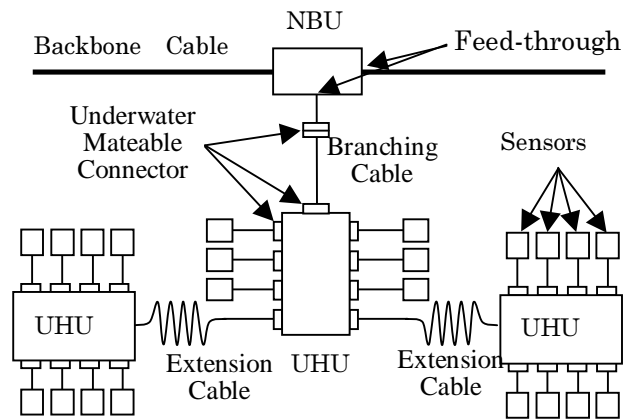 NBU
Backbone Cable
Feed-through
Underwater
Mateable
Connector
Branching
Cable
Sensors
UHU
Extension
Cable
UHU
Extension
Cable
UHU